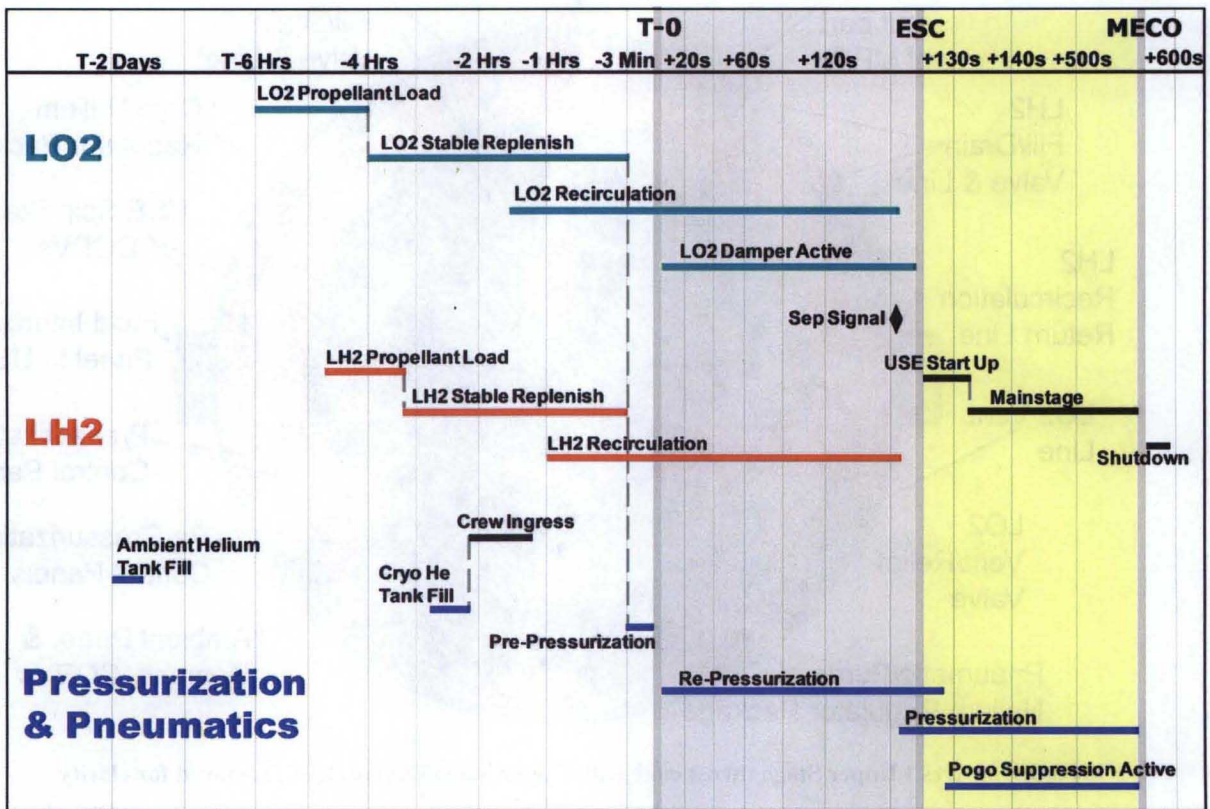 T-0 ESC MECO
T-2 Days T-6 Hrs -4 Hrs -2 Hrs -1 Hrs -3 Min +20s +60s +120s +130s +140s +500s +600s
LO2 Propellant Load
LO2
LO2 Stable Replenish
LO2 Recirculation
LO2 Damper Active
Sep Signal
LH2 Propellant Load
USE Start Up
LH2 Stable Replenish
Mainstage
LH2
LH2 Recirculation
Shutdown
Crew Ingress
Ambient Helium
Tank Fill
Cryo He
Tank Fill
Pre-Pressurization
Pressurization
& Pneumatics
Re-Pressurization
Pressurization
Pogo Suppression Active